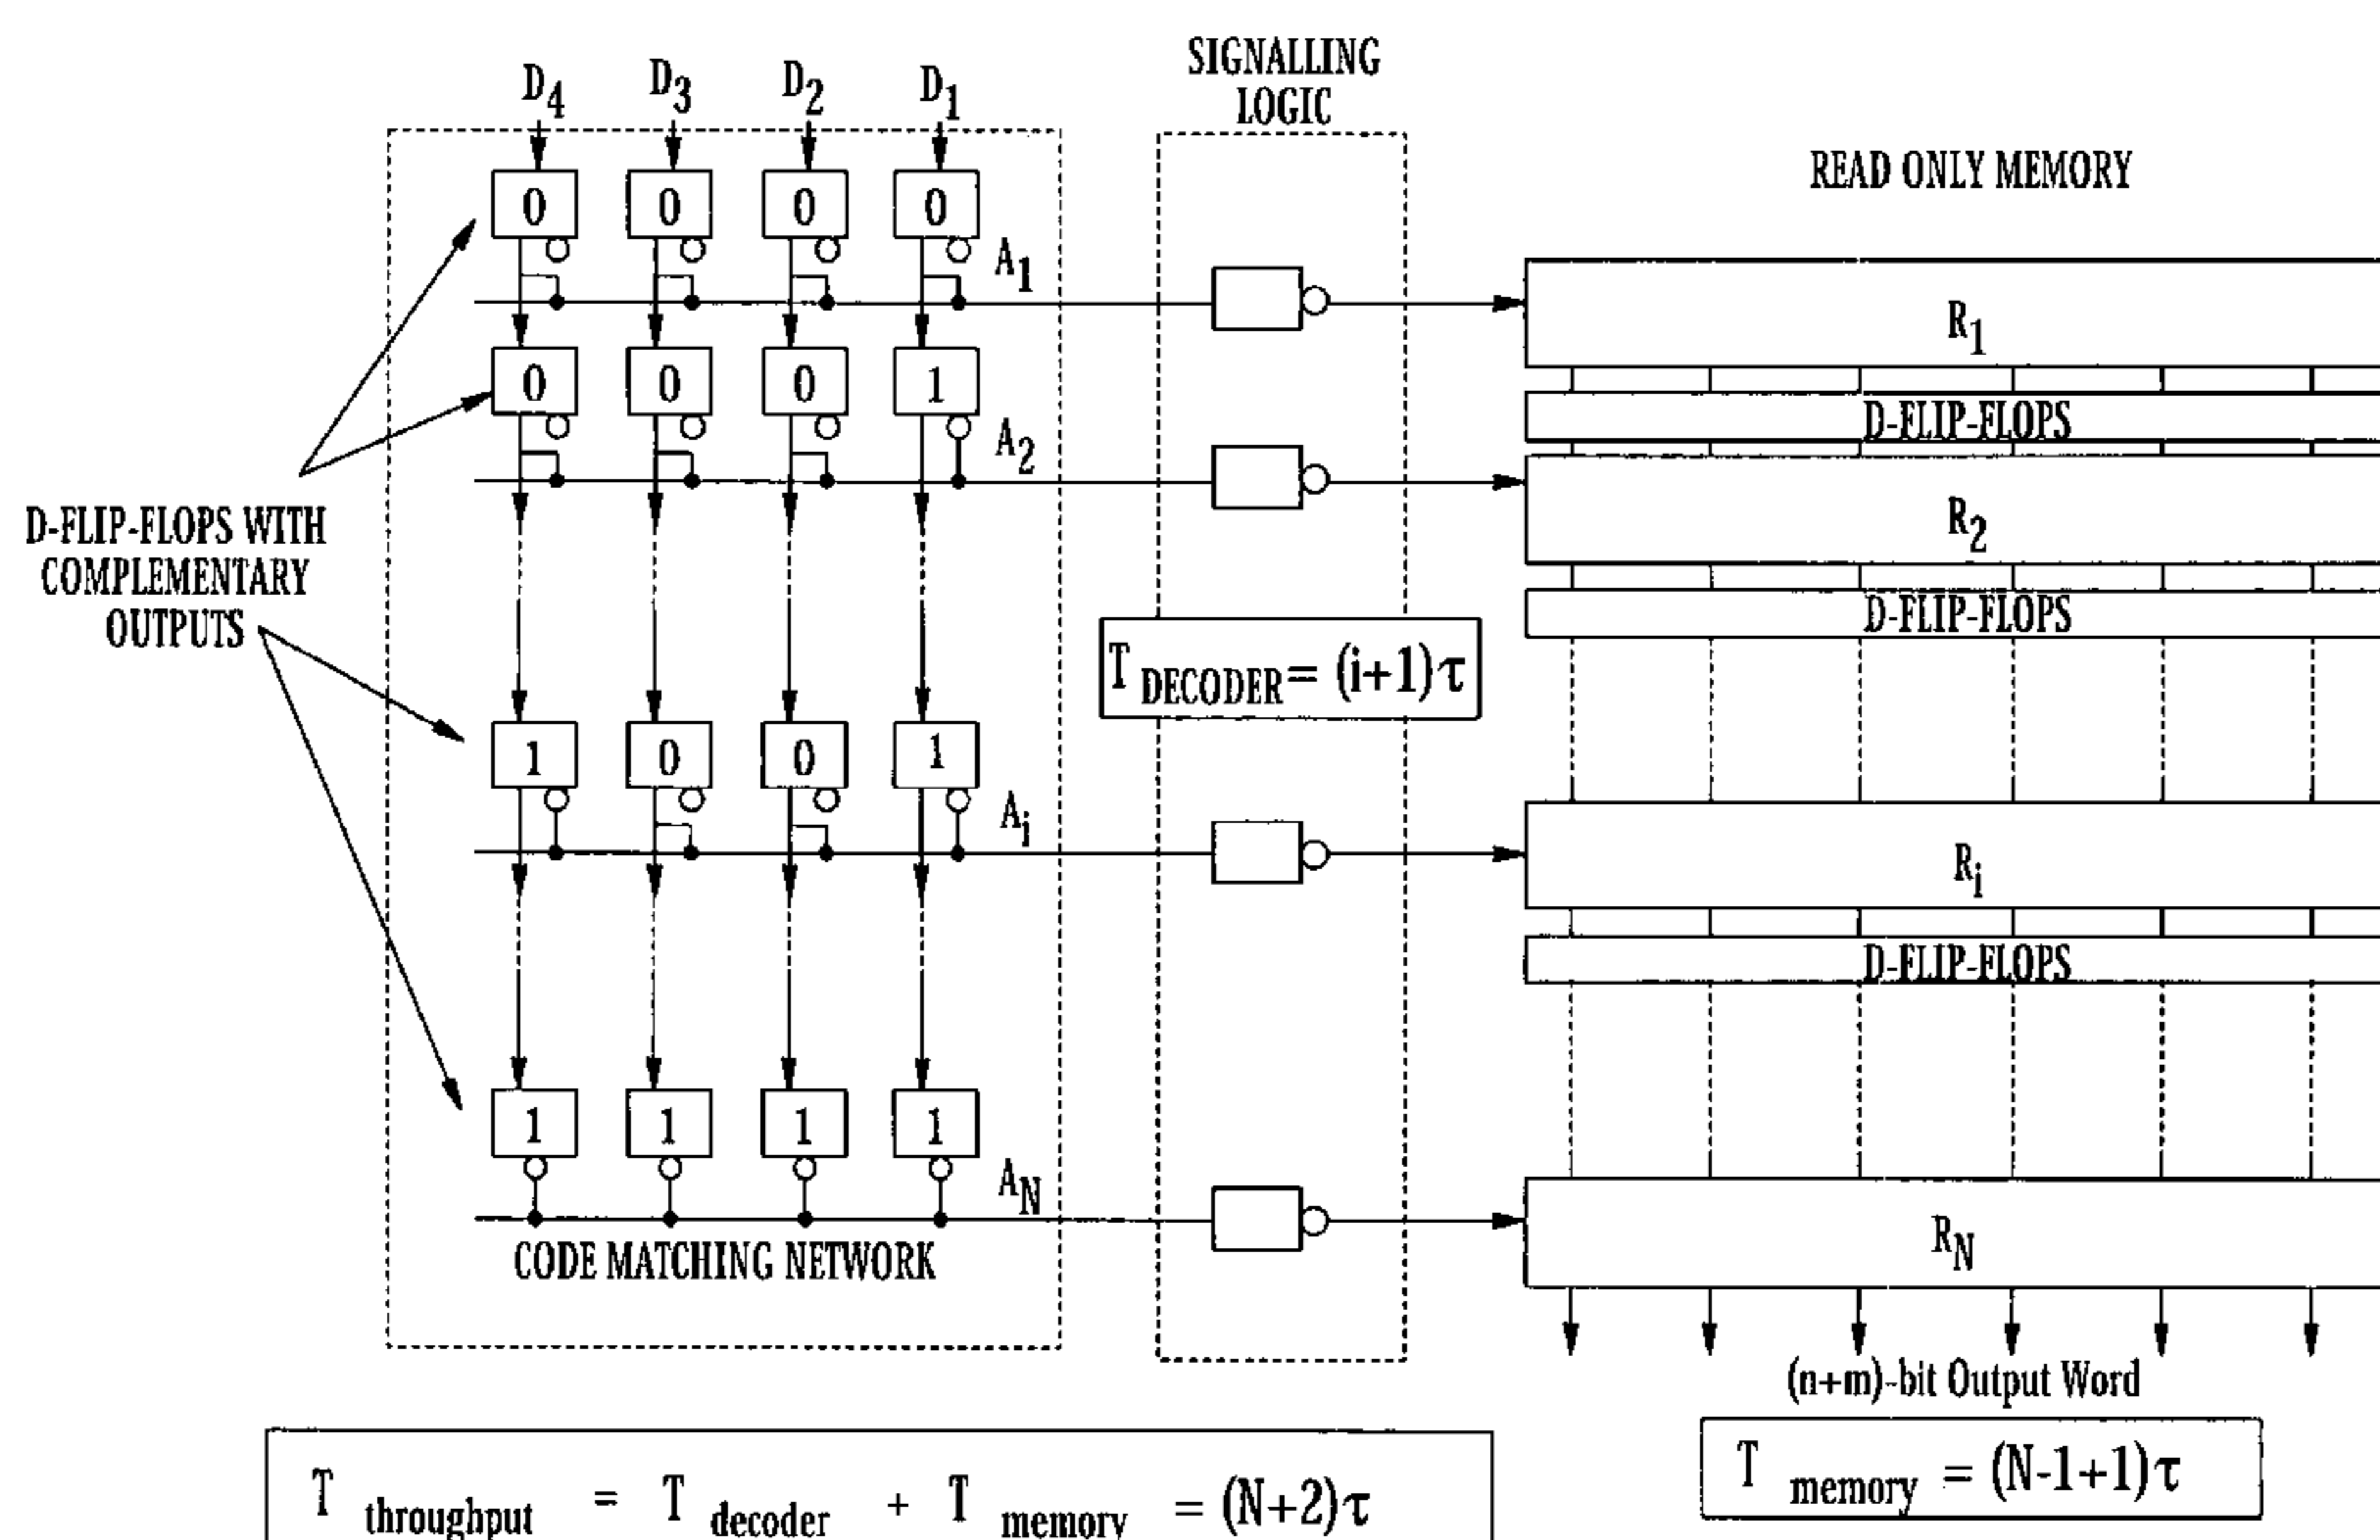 SIGNALLING
LOGIC
READ ONLY MEMORY
D4 D3 D2 D1
0 0 0 0
A1
R1
D-FLIP-FLOPS
0 0 0 1
A2
R2
D-FLIP-FLOPS
D-FLIP-FLOPS WITH
COMPLEMENTARY
OUTPUTS
T DECODER = (i+1)τ
1 0 0 1
Ai
Ri
D-FLIP-FLOPS
1 1 1 1
AN
RN
CODE MATCHING NETWORK
(n+m)-bit Output Word
T memory = (N-1+1)τ
T throughput = T decoder + T memory = (N+2)τ